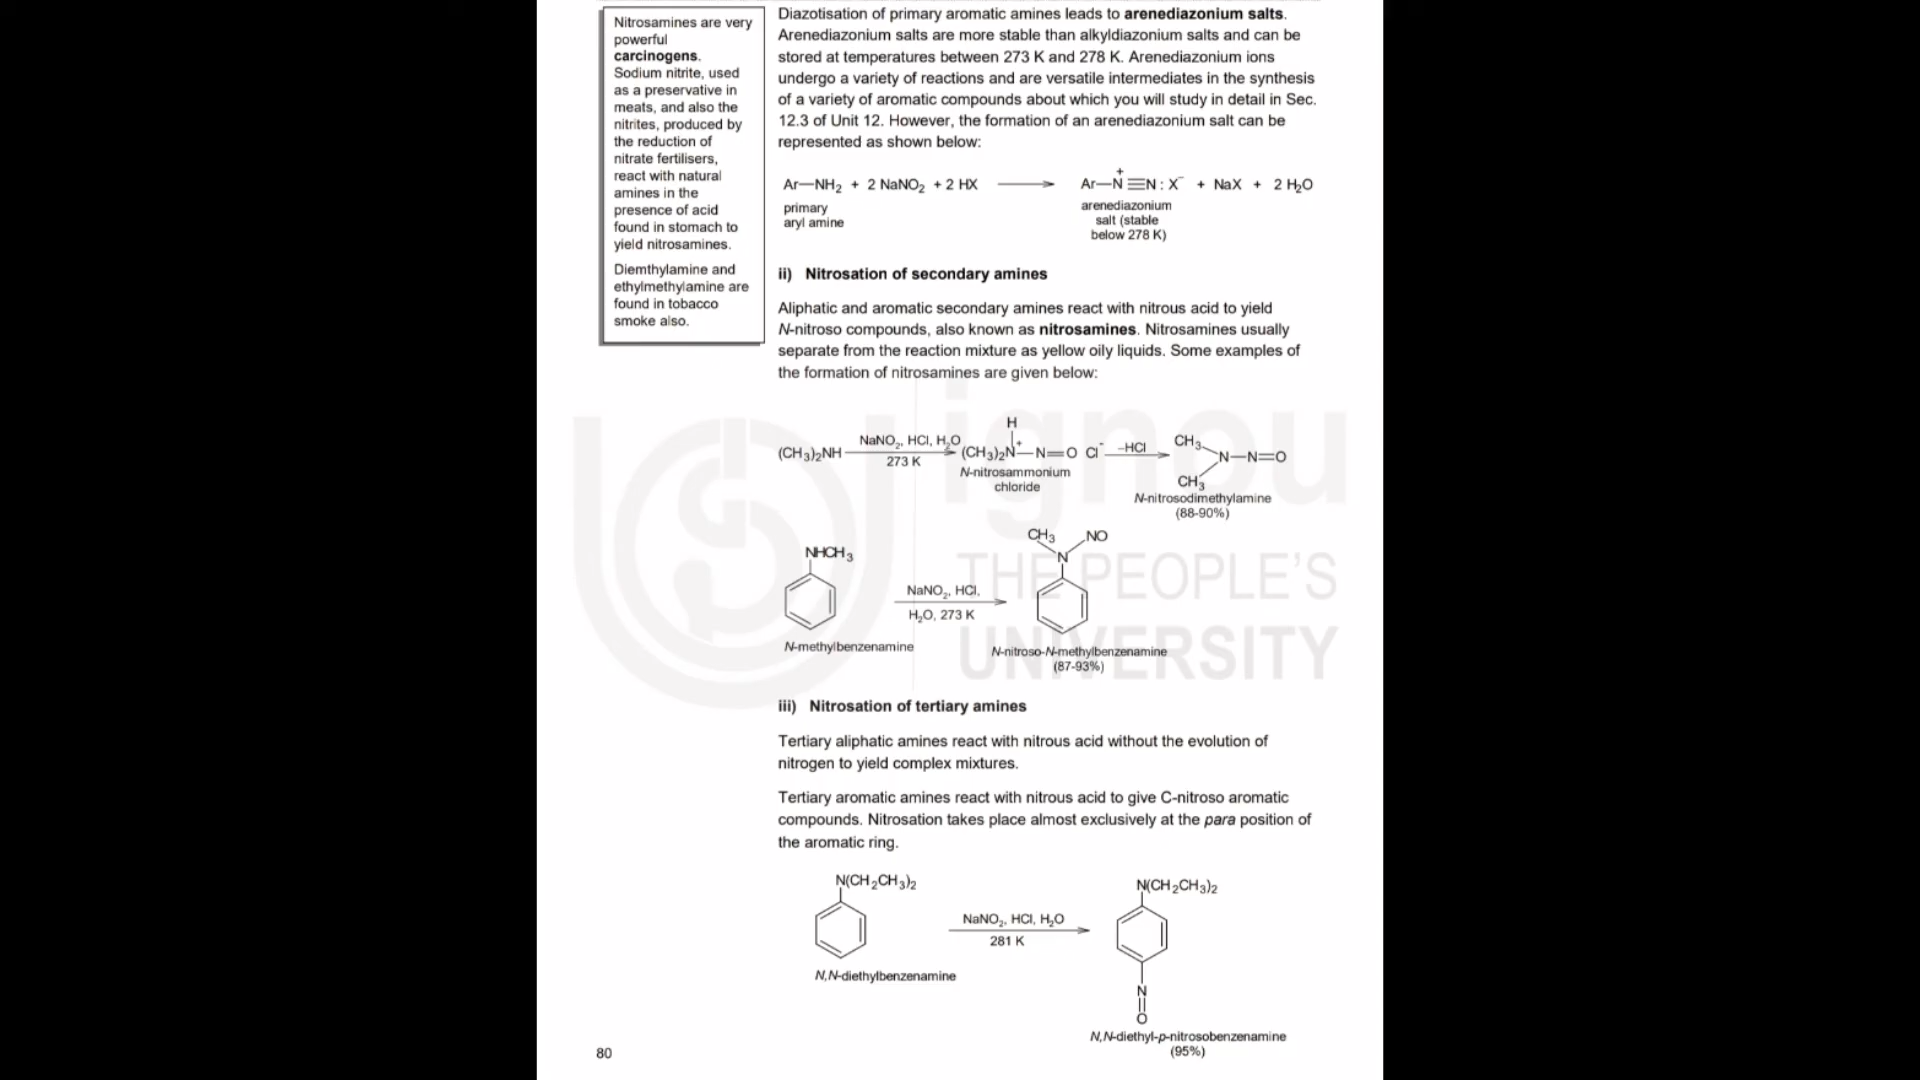 Nitrosamines are very
powerful
carcinogens.
Sodium nitrite, used
as a preservative in
meats, and also the
nitrites, produced by
the reduction of
nitrate fertilisers,
react with natural
amines in the
presence of acid
found in stomach to
yield nitrosamines.
Diemthylamine and
ethylmethylamine are
found in tobacco
smoke also.
Diazotisation of primary aromatic amines leads to arenediazonium salts.
Arenediazonium salts are more stable than alkyldiazonium salts and can be
stored at temperatures between 273 K and 278 K. Arenediazonium ions
undergo a variety of reactions and are versatile intermediates in the synthesis
of a variety of aromatic compounds about which you will study in detail in Sec.
12.3 of Unit 12. However, the formation of an arenediazonium salt can be
represented as shown below:
Ar—NH₂ + 2 NaNO₂ + 2 HX ⟶ Ar—N⁺≡N : X⁻ + NaX + 2 H₂O
primary
aryl amine
arenediazonium
salt (stable
below 278 K)
ii) Nitrosation of secondary amines
Aliphatic and aromatic secondary amines react with nitrous acid to yield
N-nitroso compounds, also known as nitrosamines. Nitrosamines usually
separate from the reaction mixture as yellow oily liquids. Some examples of
the formation of nitrosamines are given below:
H
NaNO₂, HCl, H₂O
(CH₃)₂NH ⟶ (CH₃)₂N⁺—N=O Cl⁻ –HCl ⟶ CH₃ CH₃ N—N=O
273 K
N-nitrosammonium
chloride
N-nitrosodimethylamine
(88-90%)
ignou
THE PEOPLE'S
UNIVERSITY
NHCH₃
CH₃ NO
N
NaNO₂, HCl,
H₂O, 273 K
N-methylbenzenamine
N-nitroso-N-methylbenzenamine
(87-93%)
iii) Nitrosation of tertiary amines
Tertiary aliphatic amines react with nitrous acid without the evolution of
nitrogen to yield complex mixtures.
Tertiary aromatic amines react with nitrous acid to give C-nitroso aromatic
compounds. Nitrosation takes place almost exclusively at the para position of
the aromatic ring.
N(CH₂CH₃)₂
N(CH₂CH₃)₂
NaNO₂, HCl, H₂O
281 K
N,N-diethylbenzenamine
N
O
N,N-diethyl-p-nitrosobenzenamine
(95%)
80